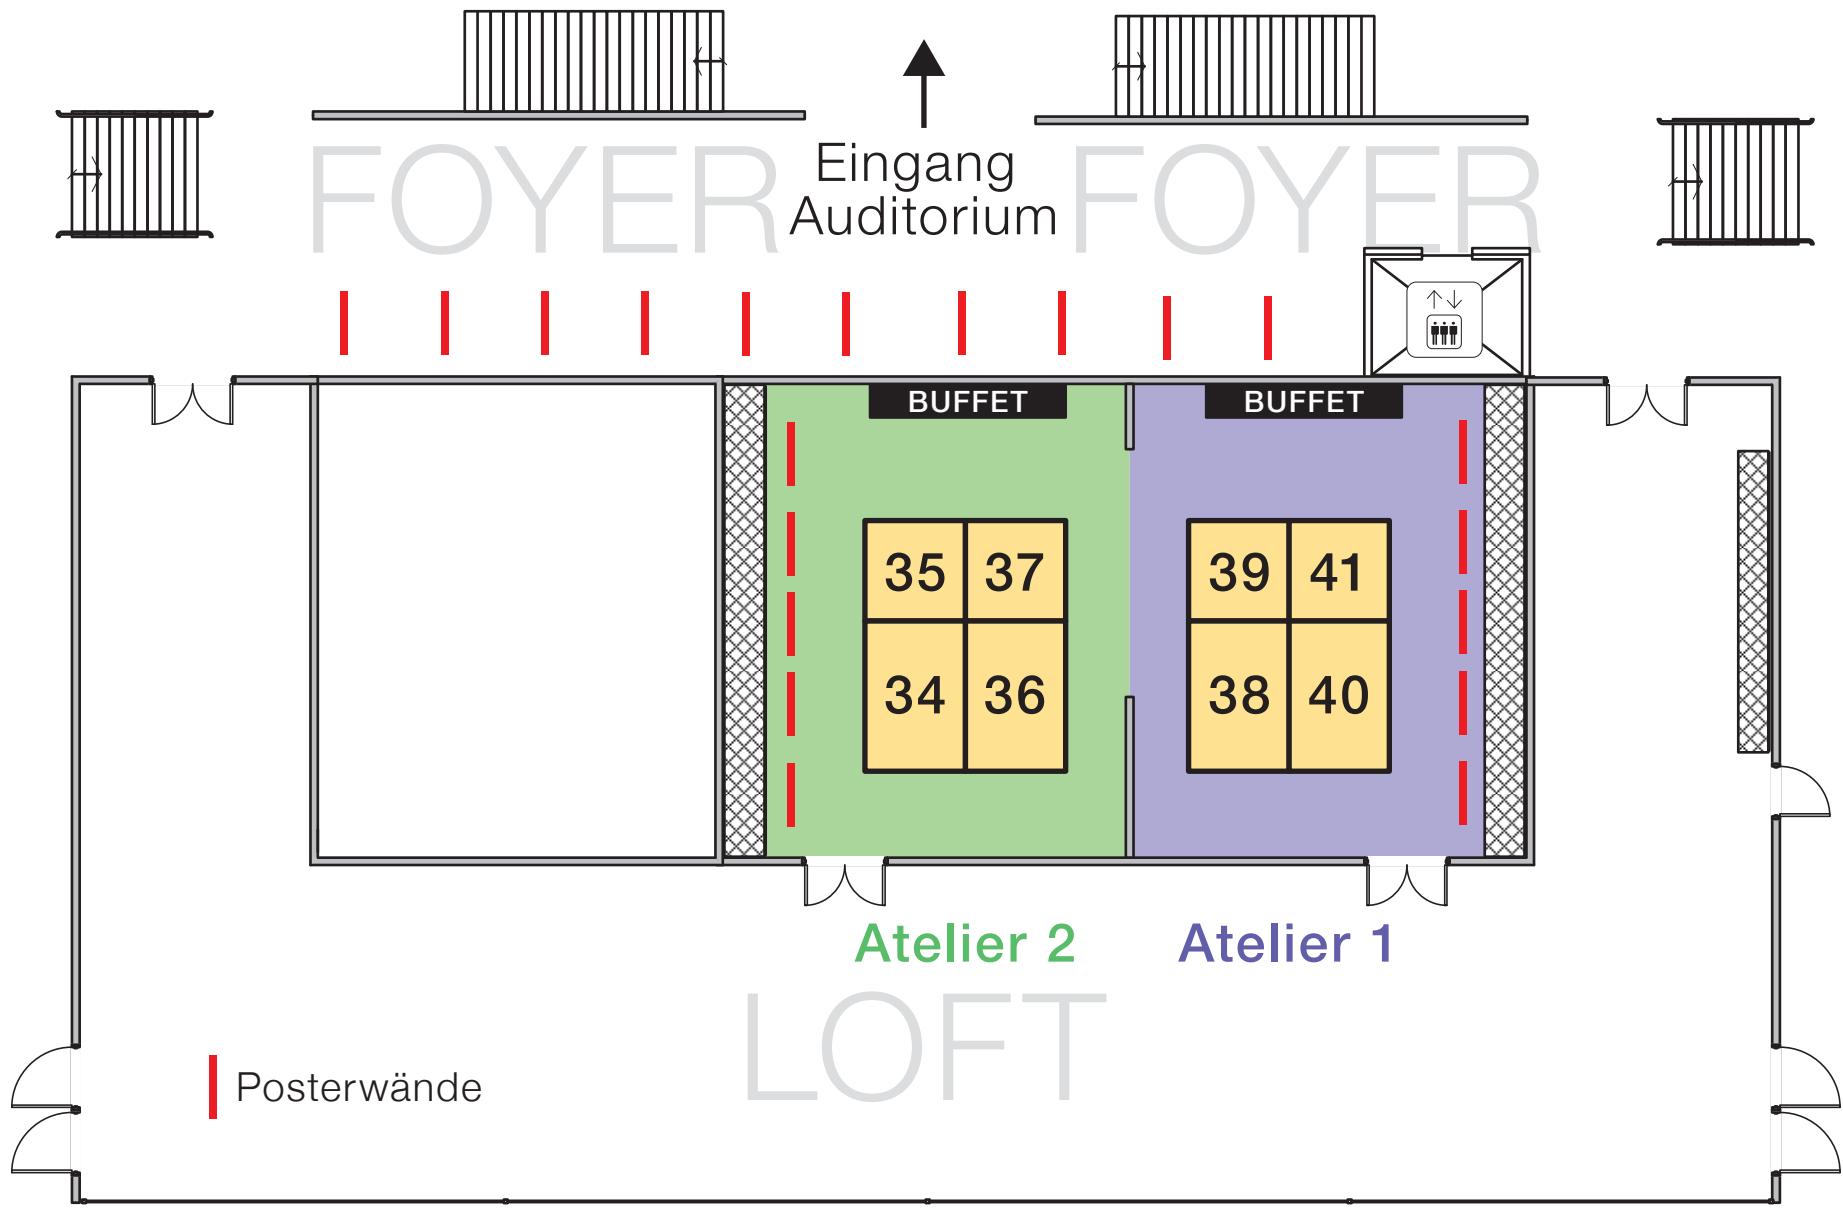 FOYER
Eingang
Auditorium
FOYER
BUFFET
BUFFET
35 37
39 41
34 36
38 40
Atelier 2
Atelier 1
LOFT
Posterwände